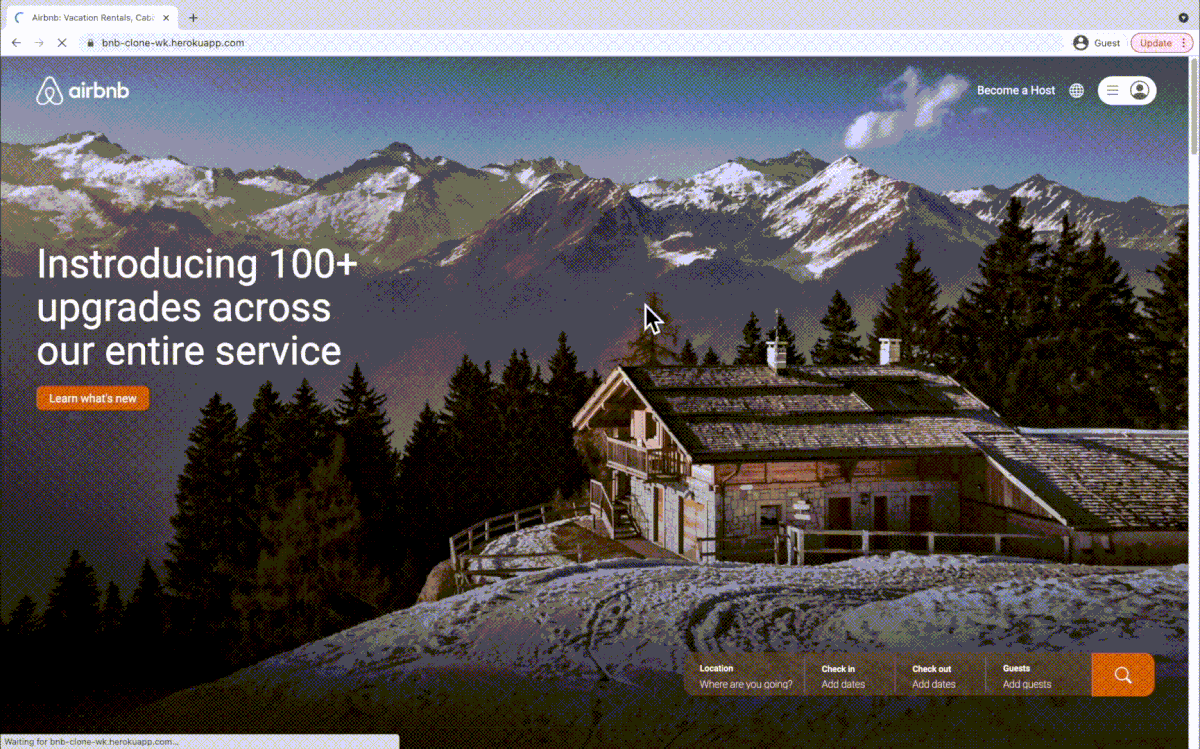 Airbnb: Vacation Rentals, Cabi
bnb-clone-wk.herokuapp.com
Guest
Update
airbnb
Become a Host
Instroducing 100+
upgrades across
our entire service
Learn what's new
Location
Where are you going?
Check in
Add dates
Check out
Add dates
Guests
Add guests
Waiting for bnb-clone-wk.herokuapp.com...